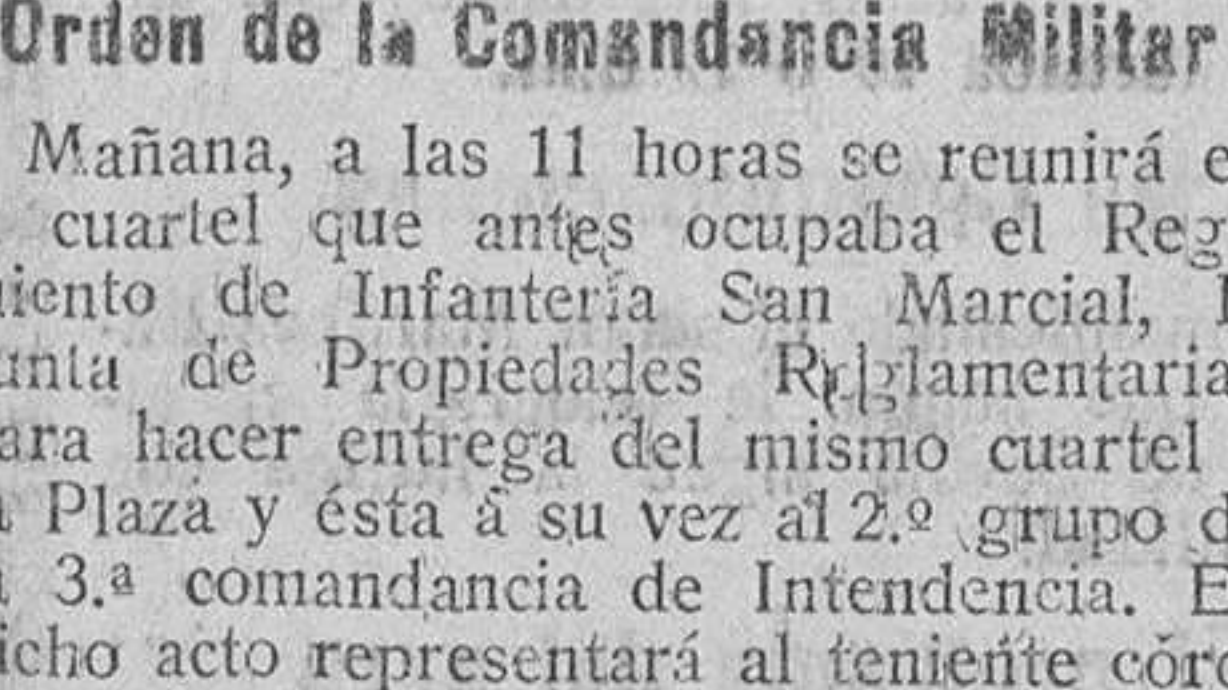 Orden de la Comandancia Militar
Mañana, a las 11 horas se reunirá e
cuartel que antes ocupaba el Reg
iento de Infantería San Marcial,
unta de Propiedades Reglamentaria
ara hacer entrega del mismo cuartel
a Plaza y ésta a su vez al 2.º grupo d
a 3.ª comandancia de Intendencia. E
icho acto representará al teniente coro